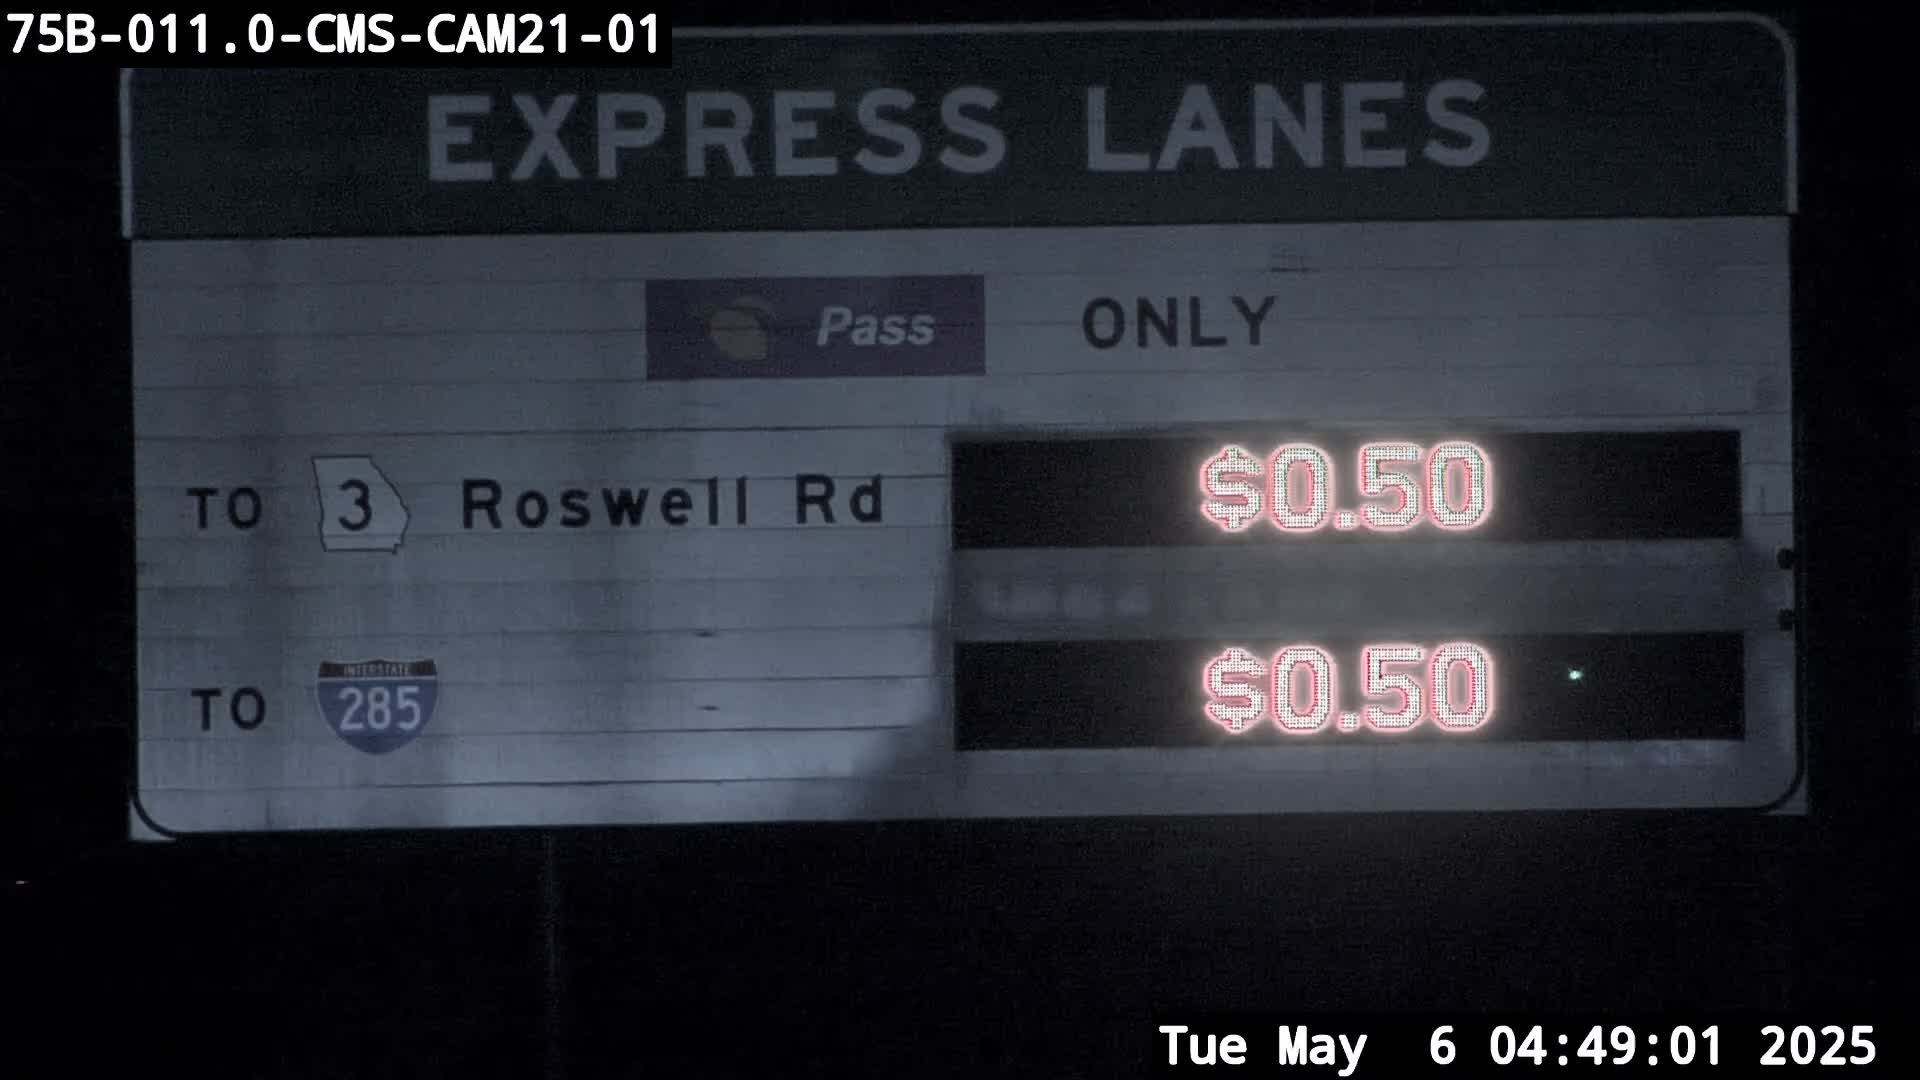 75B-011.0-CMS-CAM21-01
EXPRESS LANES
Pass ONLY
TO 3 Roswell Rd $0.50
INTERSTATE
TO 285 $0.50
Tue May 6 04:49:01 2025